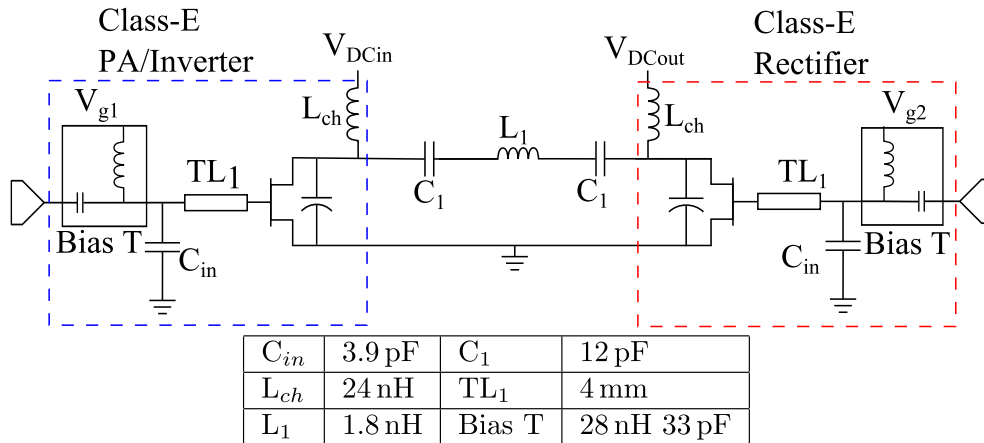 Class-E
PA/Inverter
Class-E
Rectifier
V_DCin
V_DCout
V_g1
V_g2
L_ch
L_ch
L_1
TL_1
TL_1
C_1
C_1
Bias T
Bias T
C_in
C_in
C_in 3.9 pF C_1 12 pF
L_ch 24 nH TL_1 4 mm
L_1 1.8 nH Bias T 28 nH 33 pF